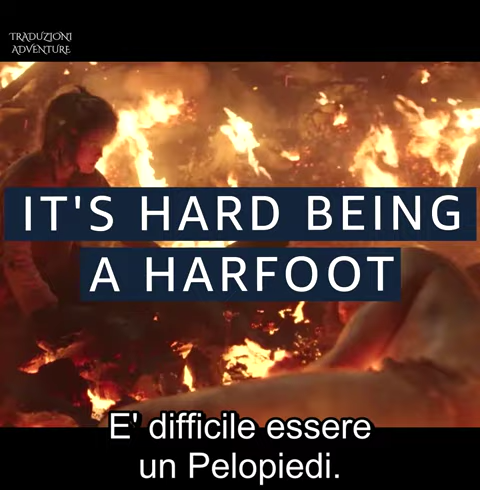 TRADUZIONI
ADVENTURE
IT'S HARD BEING
A HARFOOT
E' difficile essere
un Pelopiedi.